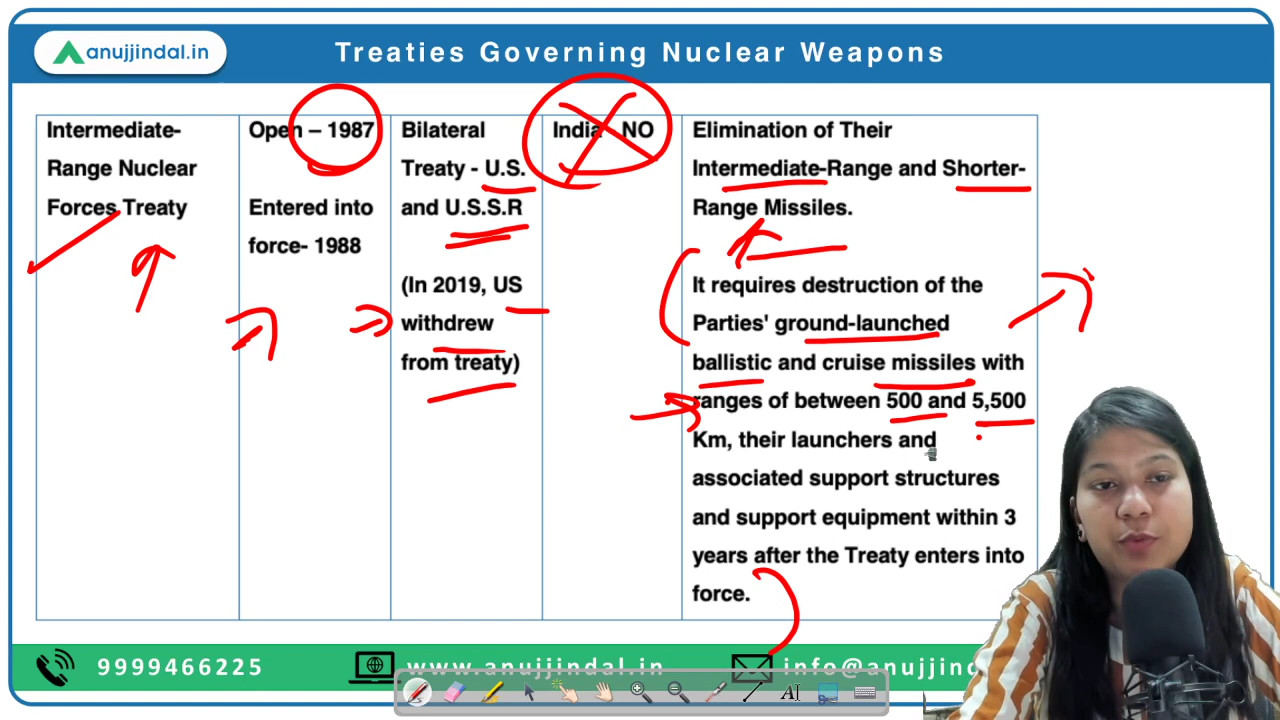 anujjindal.in
Treaties Governing Nuclear Weapons
Intermediate-
Range Nuclear
Forces Treaty
Open – 1987
Entered into
force- 1988
Bilateral
Treaty - U.S.
and U.S.S.R
(In 2019, US
withdrew
from treaty)
India NO
Elimination of Their
Intermediate-Range and Shorter-
Range Missiles.
It requires destruction of the
Parties' ground-launched
ballistic and cruise missiles with
ranges of between 500 and 5,500
Km, their launchers and
associated support structures
and support equipment within 3
years after the Treaty enters into
force.
9999466225
www.anujjindal.in
AI